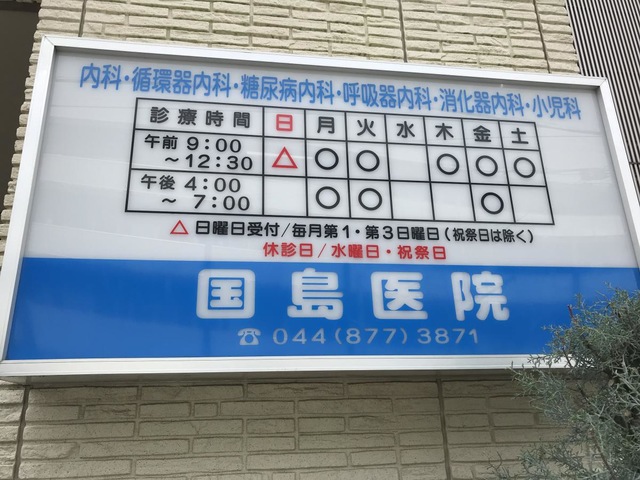 内科・循環器内科・糖尿病内科・呼吸器内科・消化器内科・小児科
診療時間 日 月 火 水 木 金 土
午前 9:00 ～12:30 △ ○ ○ ○ ○ ○
午後 4:00 ～ 7:00 ○ ○ ○
△ 日曜日受付/毎月第1・第3日曜日(祝祭日は除く)
休診日/水曜日・祝祭日
国島医院
☎ 044(877)3871